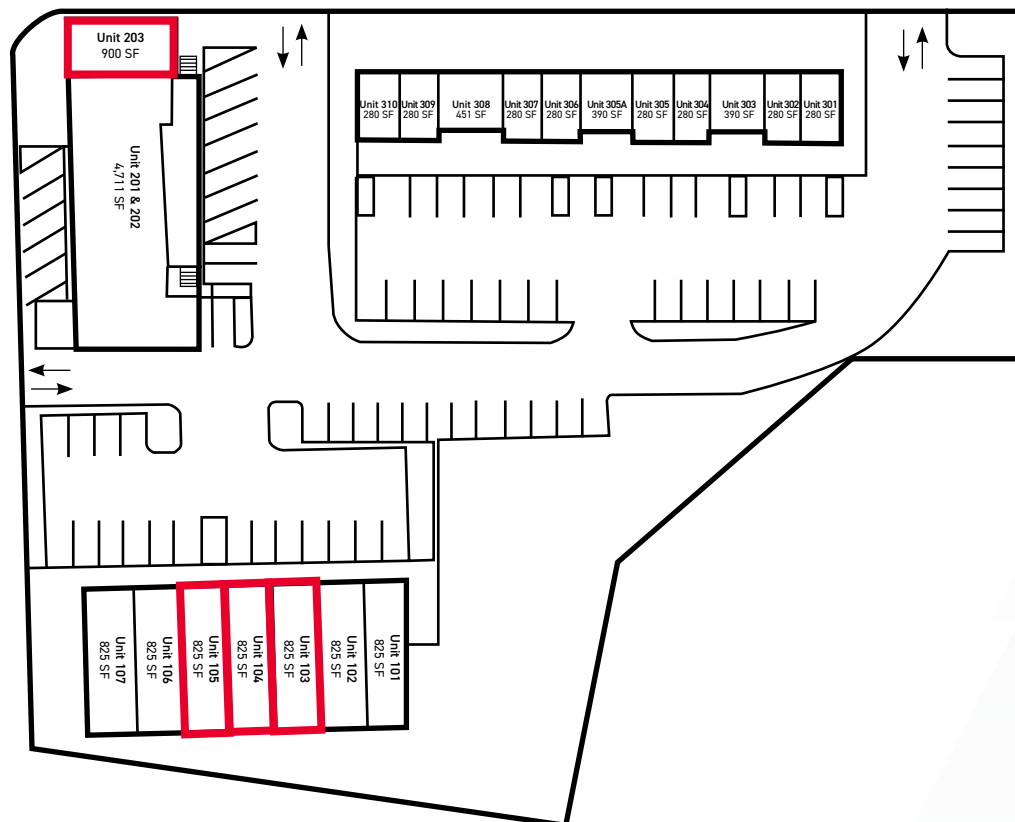 Unit 203
900 SF
Unit 310
280 SF
Unit 309
280 SF
Unit 308
451 SF
Unit 307
280 SF
Unit 306
280 SF
Unit 305A
390 SF
Unit 305
280 SF
Unit 304
280 SF
Unit 303
390 SF
Unit 302
280 SF
Unit 301
280 SF
Unit 201 & 202
4,711 SF
Unit 107
825 SF
Unit 106
825 SF
Unit 105
825 SF
Unit 104
825 SF
Unit 103
825 SF
Unit 102
825 SF
Unit 101
825 SF